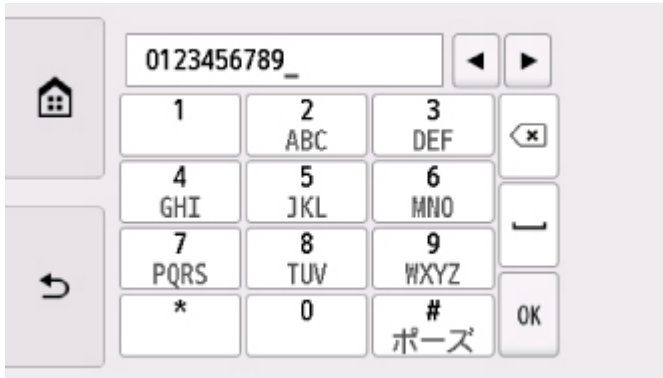 0123456789_
1 2 3
ABC DEF
4 5 6
GHI JKL MNO
7 8 9
PQRS TUV WXYZ
* 0 #
ポーズ
OK